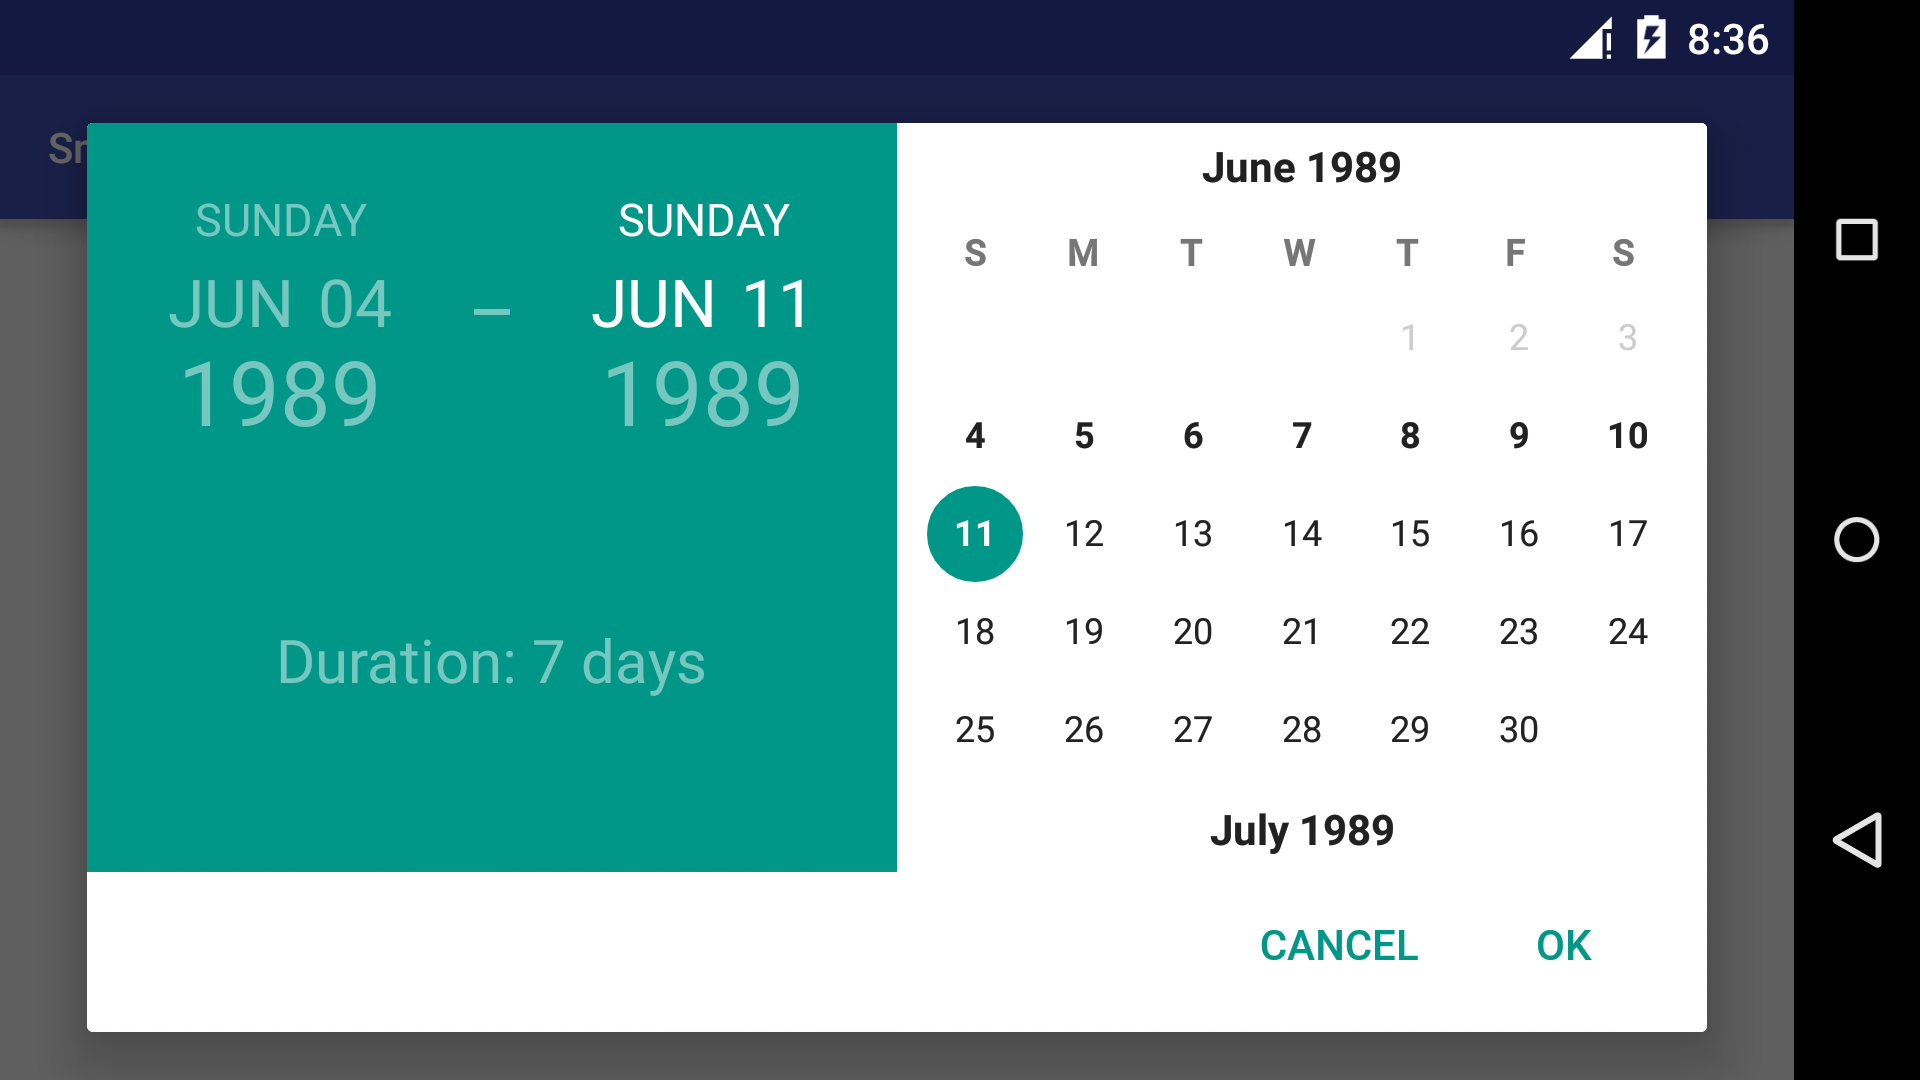 8:36
SUNDAY
JUN 04
1989
–
SUNDAY
JUN 11
1989
Duration: 7 days
June 1989
S M T W T F S
1 2 3
4 5 6 7 8 9 10
11 12 13 14 15 16 17
18 19 20 21 22 23 24
25 26 27 28 29 30
July 1989
CANCEL OK